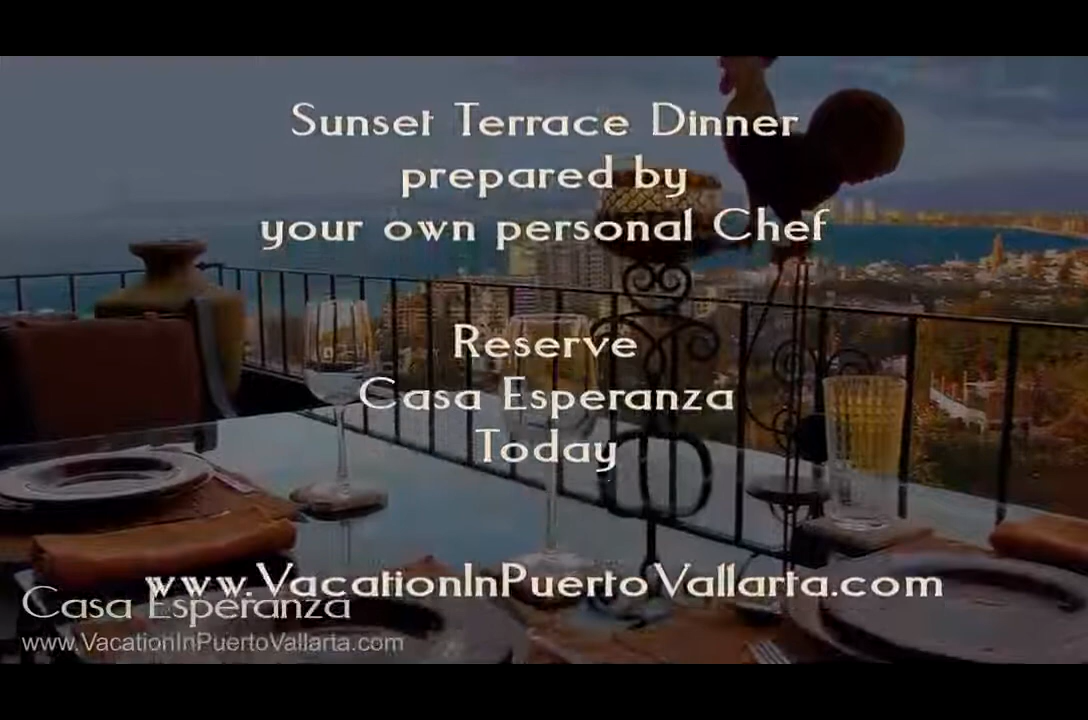 Sunset Terrace Dinner
prepared by
your own personal Chef
Reserve
Casa Esperanza
Today
www.VacationInPuertoVallarta.com
Casa Esperanza
www.VacationInPuertoVallarta.com